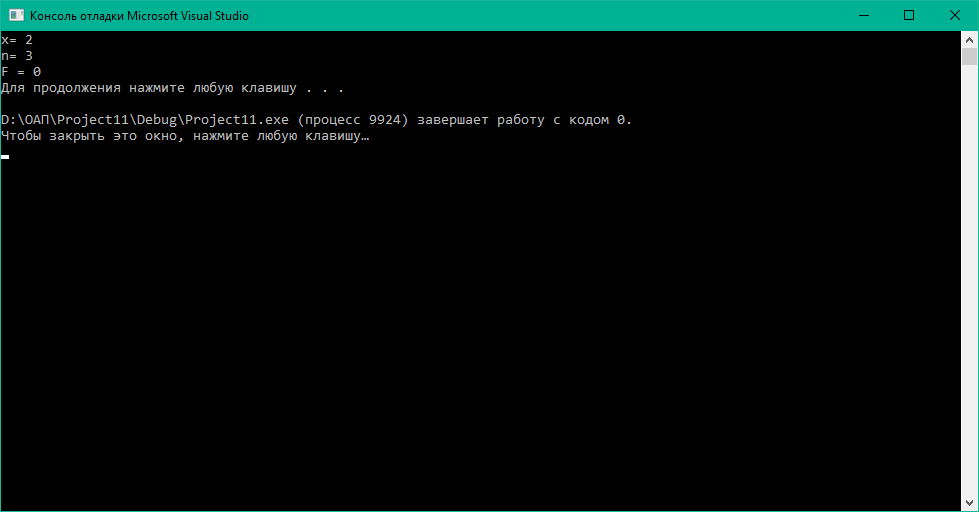 Консоль отладки Microsoft Visual Studio
x= 2
n= 3
F = 0
Для продолжения нажмите любую клавишу . . .
D:\ОАП\Project11\Debug\Project11.exe (процесс 9924) завершает работу с кодом 0.
Чтобы закрыть это окно, нажмите любую клавишу…